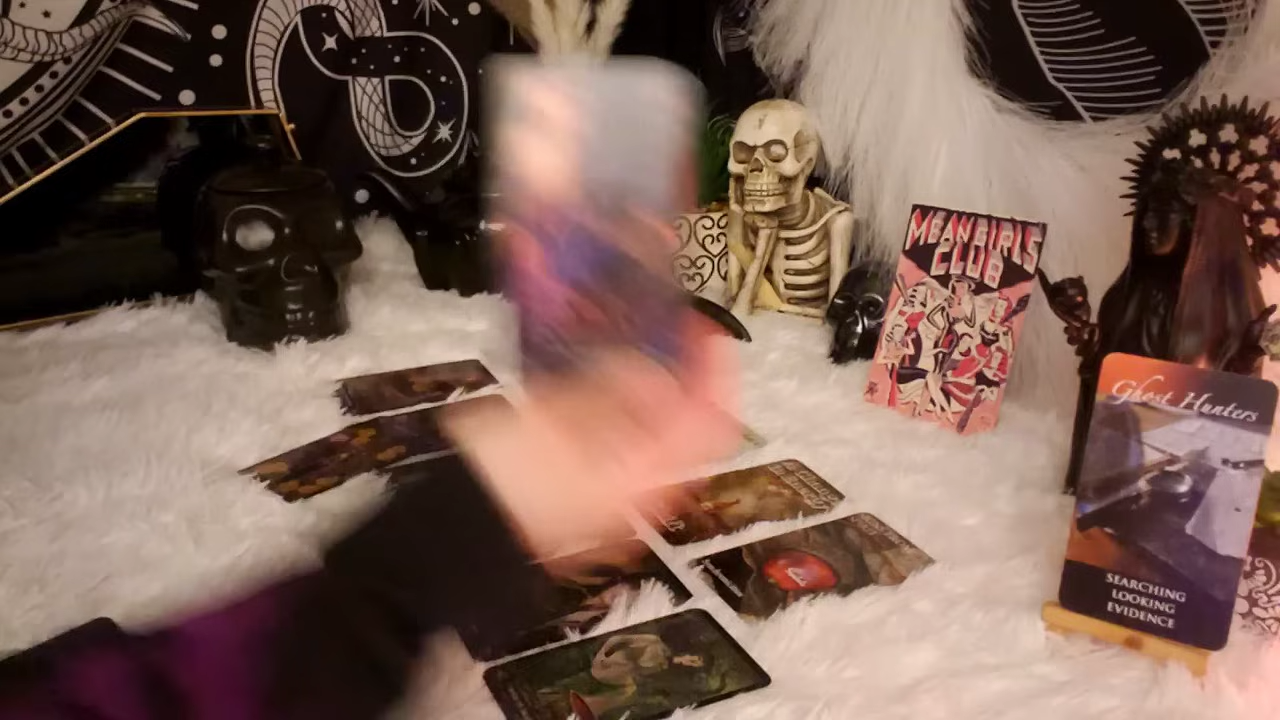 MEAN GIRLS
CLUB
Ghost Hunters
SEARCHING
LOOKING
EVIDENCE